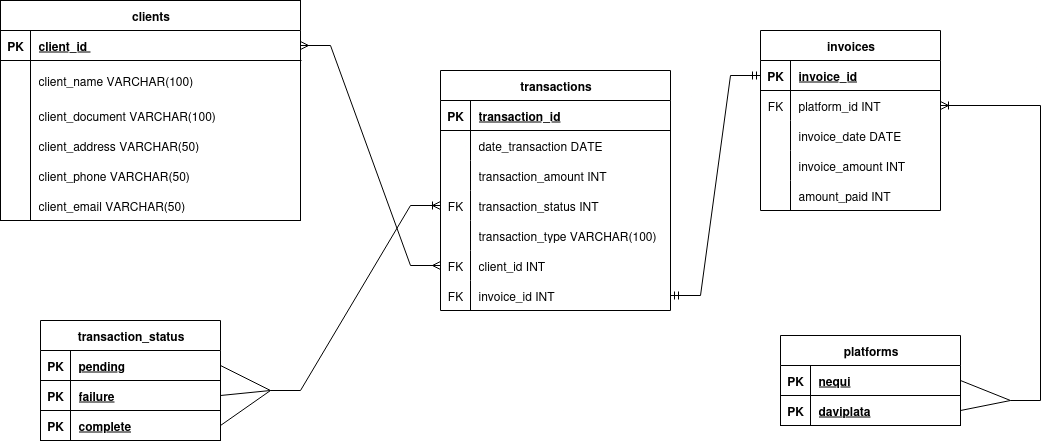 clients
PK client_id
client_name VARCHAR(100)
client_document VARCHAR(100)
client_address VARCHAR(50)
client_phone VARCHAR(50)
client_email VARCHAR(50)
transactions
PK transaction_id
date_transaction DATE
transaction_amount INT
FK transaction_status INT
transaction_type VARCHAR(100)
FK client_id INT
FK invoice_id INT
invoices
PK invoice_id
FK platform_id INT
invoice_date DATE
invoice_amount INT
amount_paid INT
transaction_status
PK pending
PK failure
PK complete
platforms
PK nequi
PK daviplata